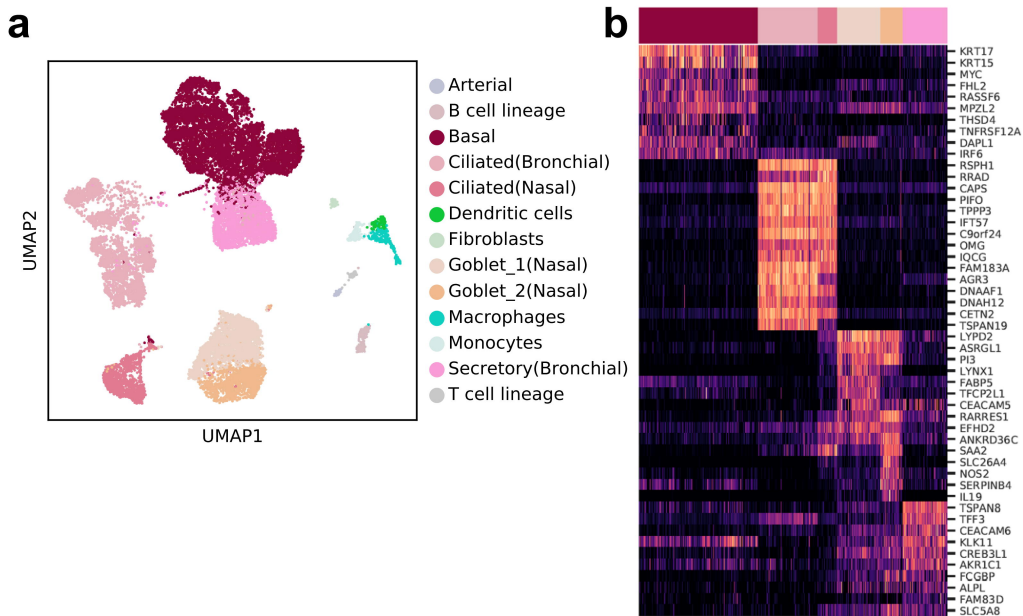 a
UMAP2
UMAP1
Arterial
B cell lineage
Basal
Ciliated(Bronchial)
Ciliated(Nasal)
Dendritic cells
Fibroblasts
Goblet_1(Nasal)
Goblet_2(Nasal)
Macrophages
Monocytes
Secretory(Bronchial)
T cell lineage
b
KRT17
KRT15
MYC
FHL2
RASSF6
MPZL2
THSD4
TNFRSF12A
DAPL1
IRF6
RSPH1
RRAD
CAPS
PIFO
TPPP3
IFT57
C9orf24
OMG
IQCG
FAM183A
AGR3
DNAAF1
DNAH12
CETN2
TSPAN19
LYPD2
ASRGL1
PI3
LYNX1
FABP5
TFCP2L1
CEACAM5
RARRES1
EFHD2
ANKRD36C
SAA2
SLC26A4
NOS2
SERPINB4
IL19
TSPAN8
TFF3
CEACAM6
KLK11
CREB3L1
AKR1C1
FCGBP
ALPL
FAM83D
SLC5A8